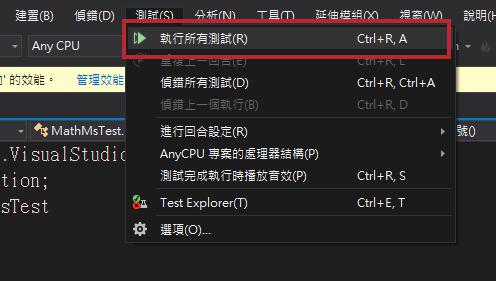 建置(B) 偵錯(D) 測試(S) 分析(N) 工具(T) 延伸模組(X) 視窗(W)
Any CPU
執行所有測試(R) Ctrl+R, A
重複上一回合(E) Ctrl+R, L
' 的效能。 管理效能
偵錯所有測試(D) Ctrl+R, Ctrl+A
偵錯上一個執行(B) Ctrl+R, D
MathMsTest.
進行回合設定(R)
號()
.VisualStudio
AnyCPU 專案的處理器結構(P)
tion;
測試完成執行時播放音效(P) Ctrl+R, S
sTest
Test Explorer(T) Ctrl+E, T
選項(O)...